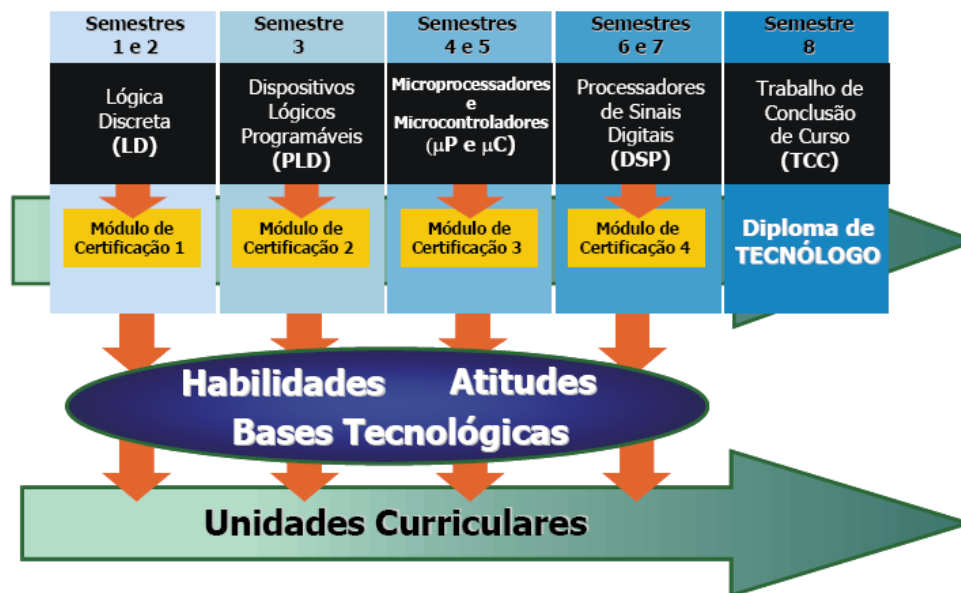 Semestres
1 e 2
Semestre
3
Semestres
4 e 5
Semestres
6 e 7
Semestre
8
Lógica
Discreta
(LD)
Dispositivos
Lógicos
Programáveis
(PLD)
Microprocessadores
e
Microcontroladores
(μP e μC)
Processadores
de Sinais
Digitais
(DSP)
Trabalho de
Conclusão
de Curso
(TCC)
Módulo de
Certificação 1
Módulo de
Certificação 2
Módulo de
Certificação 3
Módulo de
Certificação 4
Diploma de
TECNÓLOGO
Habilidades Atitudes
Bases Tecnológicas
Unidades Curriculares